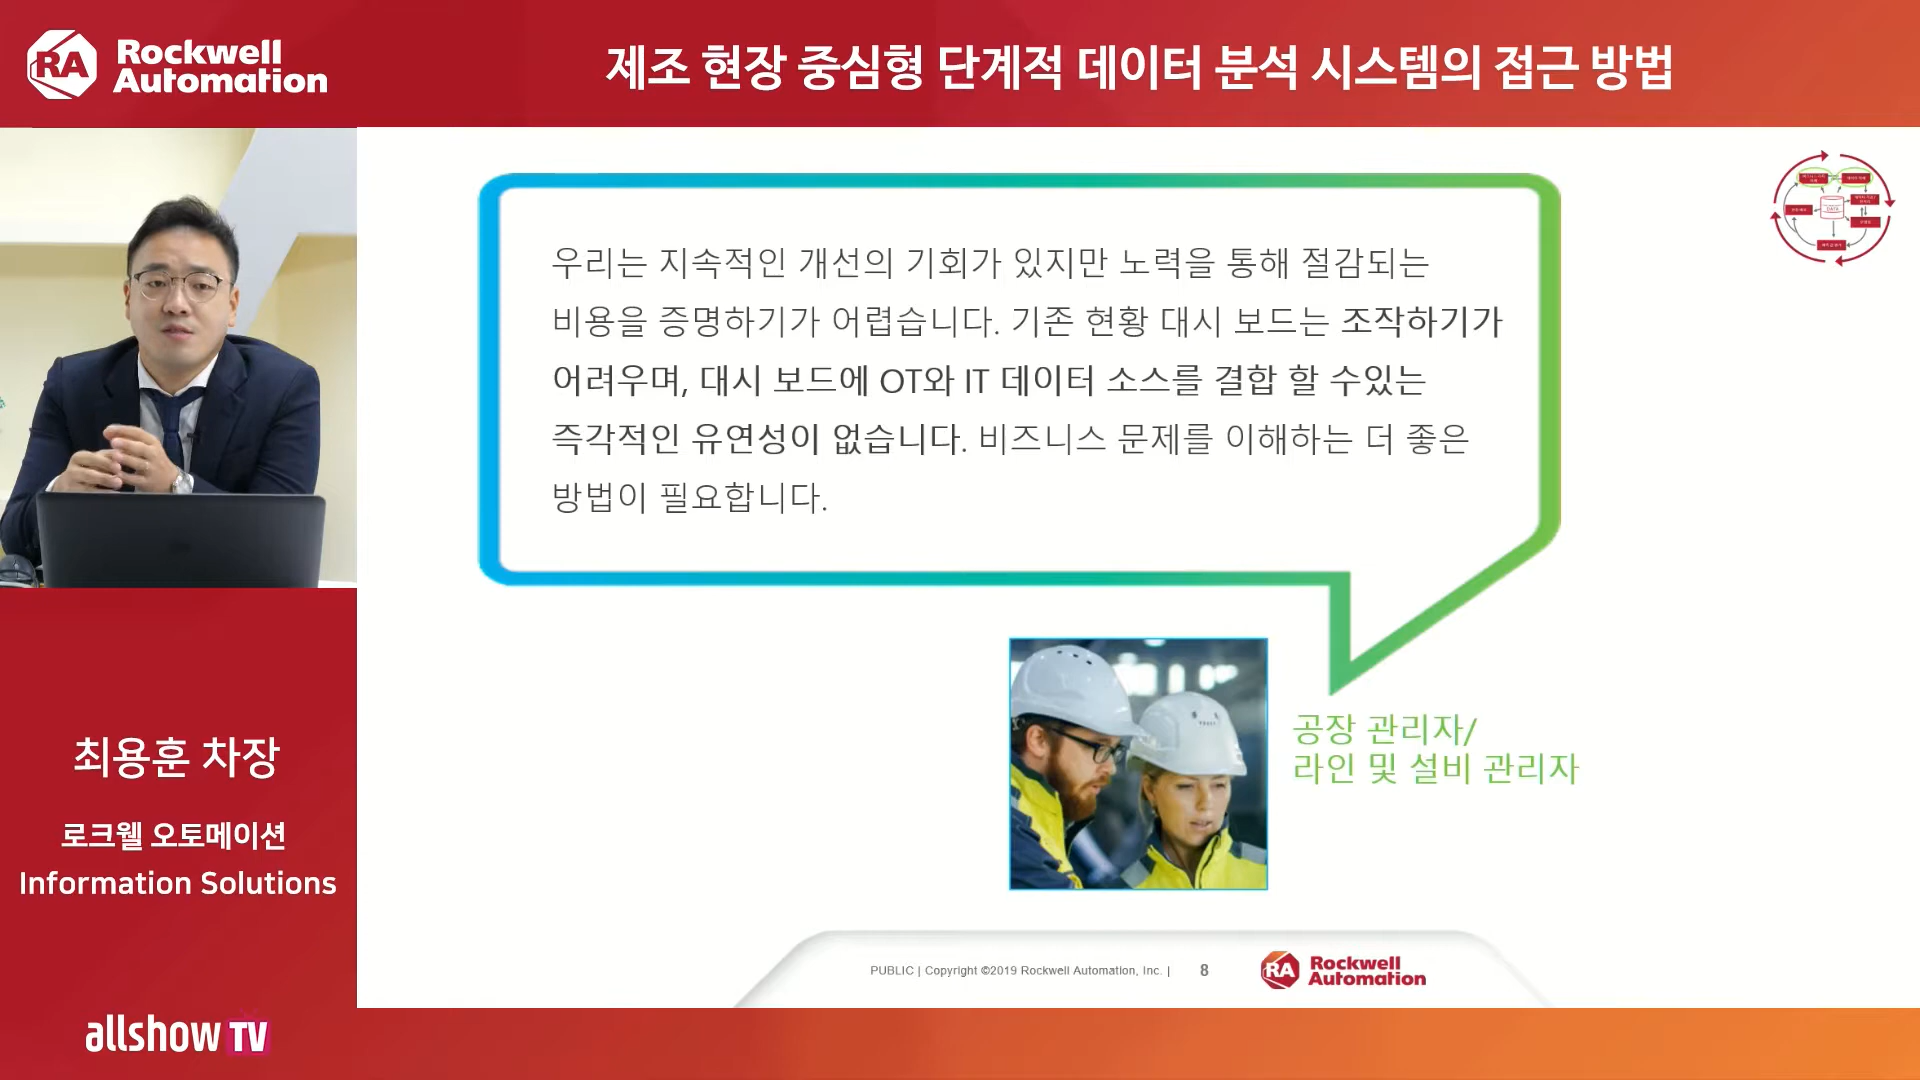 Rockwell
Automation
제조 현장 중심형 단계적 데이터 분석 시스템의 접근 방법
우리는 지속적인 개선의 기회가 있지만 노력을 통해 절감되는
비용을 증명하기가 어렵습니다. 기존 현황 대시 보드는 조작하기가
어려우며, 대시 보드에 OT와 IT 데이터 소스를 결합 할 수있는
즉각적인 유연성이 없습니다. 비즈니스 문제를 이해하는 더 좋은
방법이 필요합니다.
DATA
공장 관리자/
라인 및 설비 관리자
최용훈 차장
로크웰 오토메이션
Information Solutions
allshow TV
PUBLIC | Copyright ©2019 Rockwell Automation, Inc. |
8
RA
Rockwell
Automation